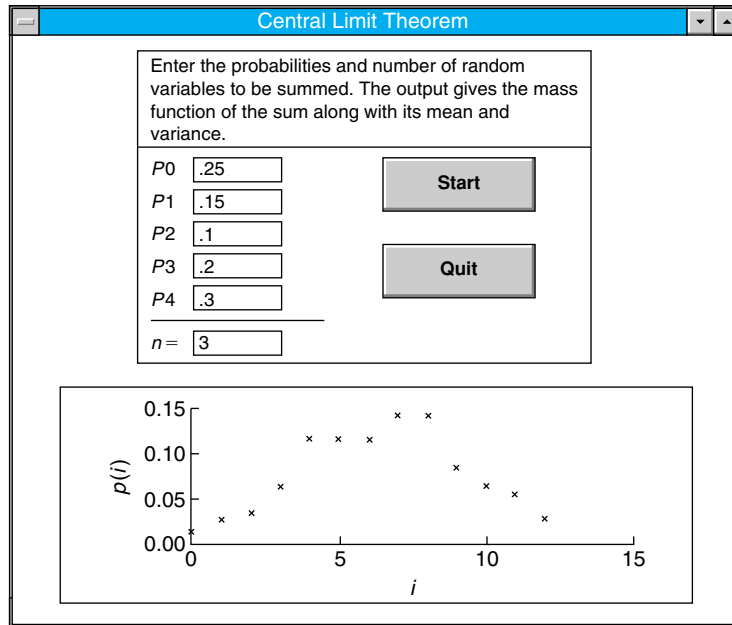 Central Limit Theorem
Enter the probabilities and number of random
variables to be summed. The output gives the mass
function of the sum along with its mean and
variance.
P0 .25
P1 .15
P2 .1
P3 .2
P4 .3
n = 3
Start
Quit
0.15
0.10
0.05
0.00
p(i)
0 5 10 15
i